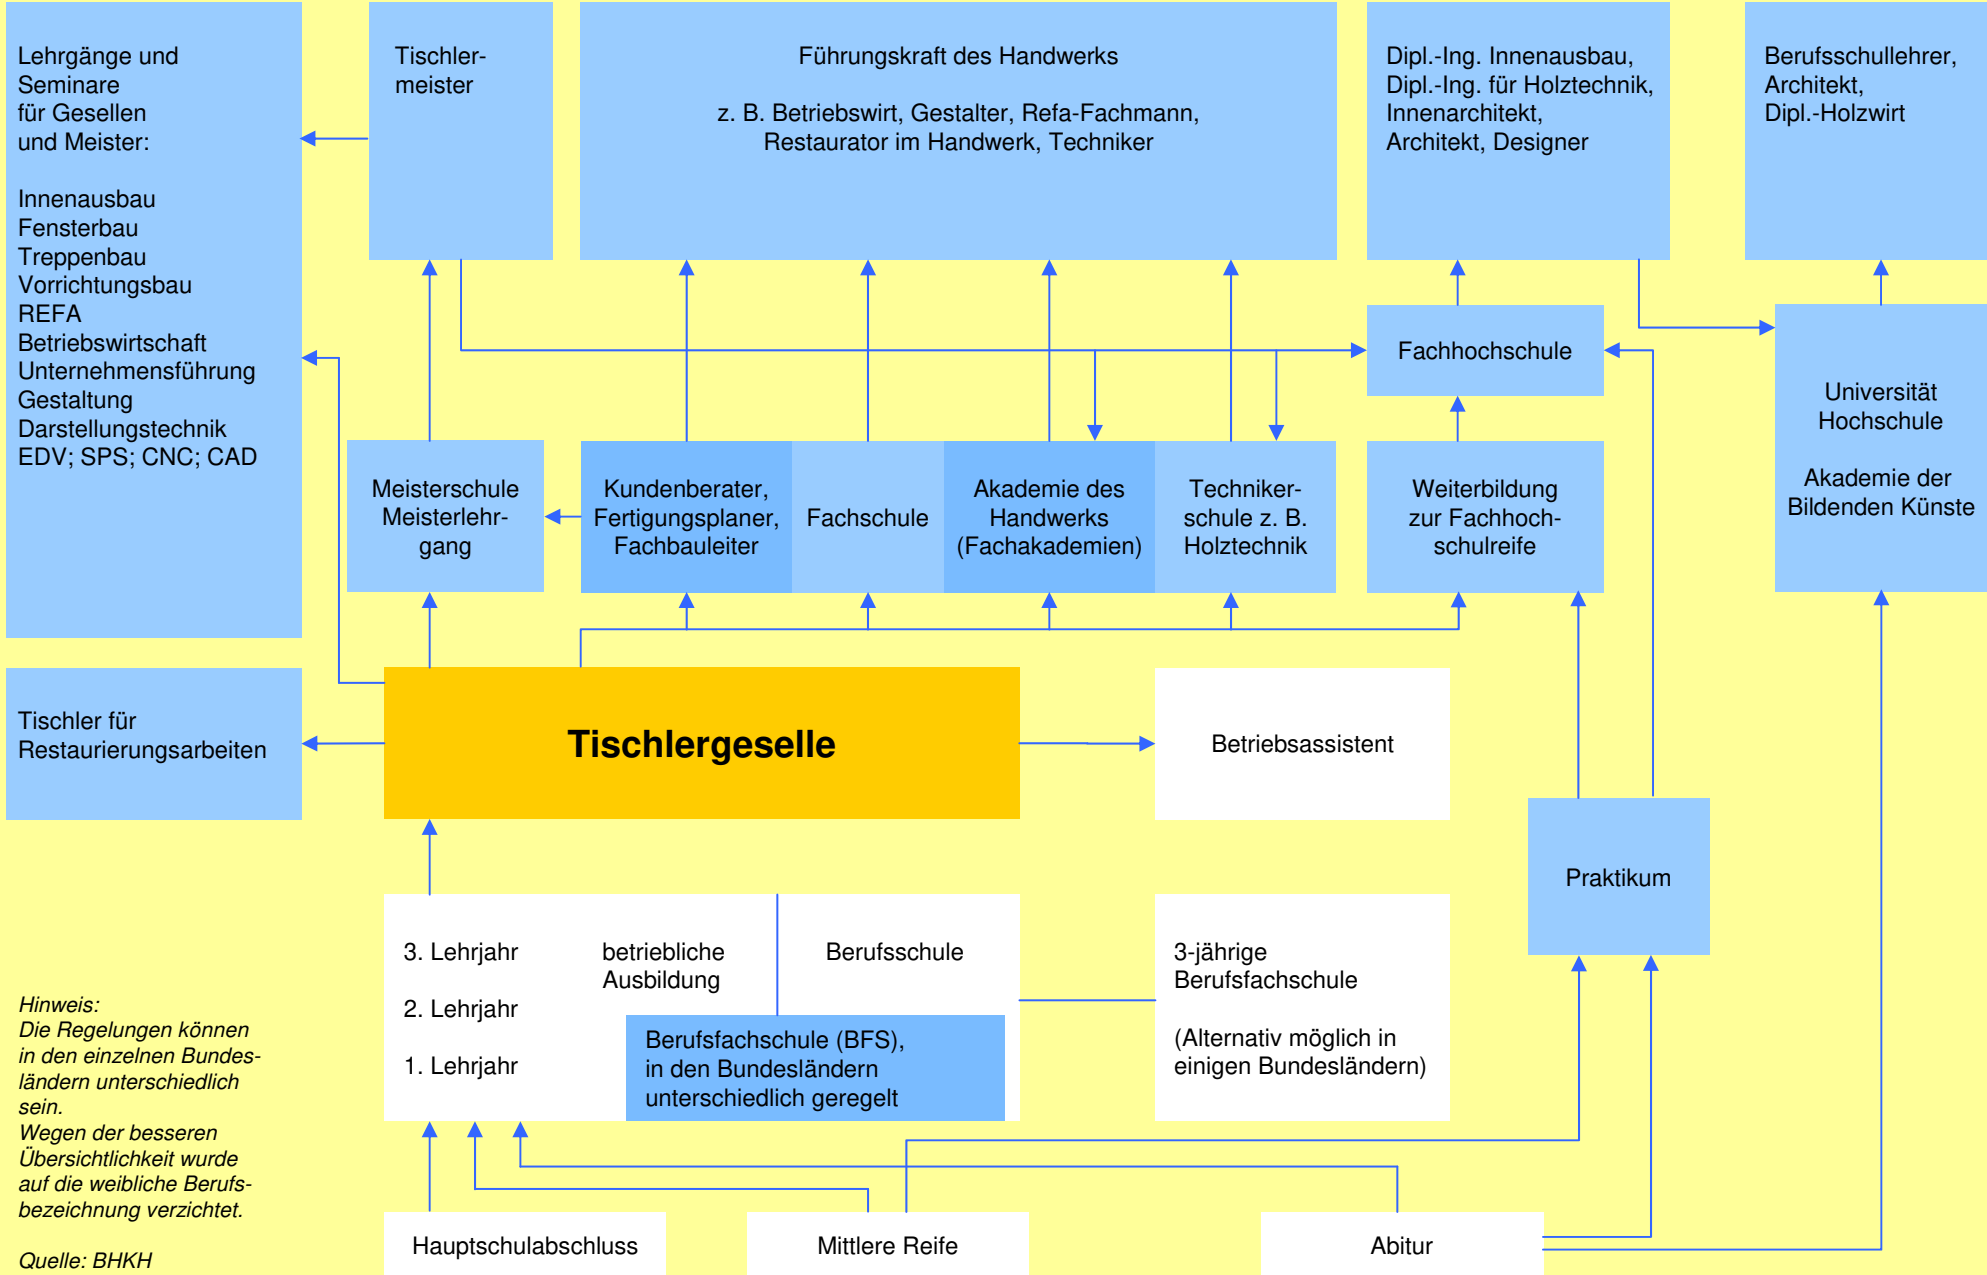 Lehrgänge und
Seminare
für Gesellen
und Meister:
Innenausbau
Fensterbau
Treppenbau
Vorrichtungsbau
REFA
Betriebswirtschaft
Unternehmensführung
Gestaltung
Darstellungstechnik
EDV; SPS; CNC; CAD
Tischler-
meister
Führungskraft des Handwerks
z. B. Betriebswirt, Gestalter, Refa-Fachmann,
Restaurator im Handwerk, Techniker
Dipl.-Ing. Innenausbau,
Dipl.-Ing. für Holztechnik,
Innenarchitekt,
Architekt, Designer
Berufsschullehrer,
Architekt,
Dipl.-Holzwirt
Fachhochschule
Universität
Hochschule
Akademie der
Bildenden Künste
Meisterschule
Meisterlehr-
gang
Kundenberater,
Fertigungsplaner,
Fachbauleiter
Fachschule
Akademie des
Handwerks
(Fachakademien)
Techniker-
schule z. B.
Holztechnik
Weiterbildung
zur Fachhoch-
schulreife
Tischler für
Restaurierungsarbeiten
Tischlergeselle
Betriebsassistent
Praktikum
3. Lehrjahr
2. Lehrjahr
1. Lehrjahr
betriebliche
Ausbildung
Berufsschule
Berufsfachschule (BFS),
in den Bundesländern
unterschiedlich geregelt
3-jährige
Berufsfachschule
(Alternativ möglich in
einigen Bundesländern)
Hinweis:
Die Regelungen können
in den einzelnen Bundes-
ländern unterschiedlich
sein.
Wegen der besseren
Übersichtlichkeit wurde
auf die weibliche Berufs-
bezeichnung verzichtet.
Quelle: BHKH
Hauptschulabschluss
Mittlere Reife
Abitur